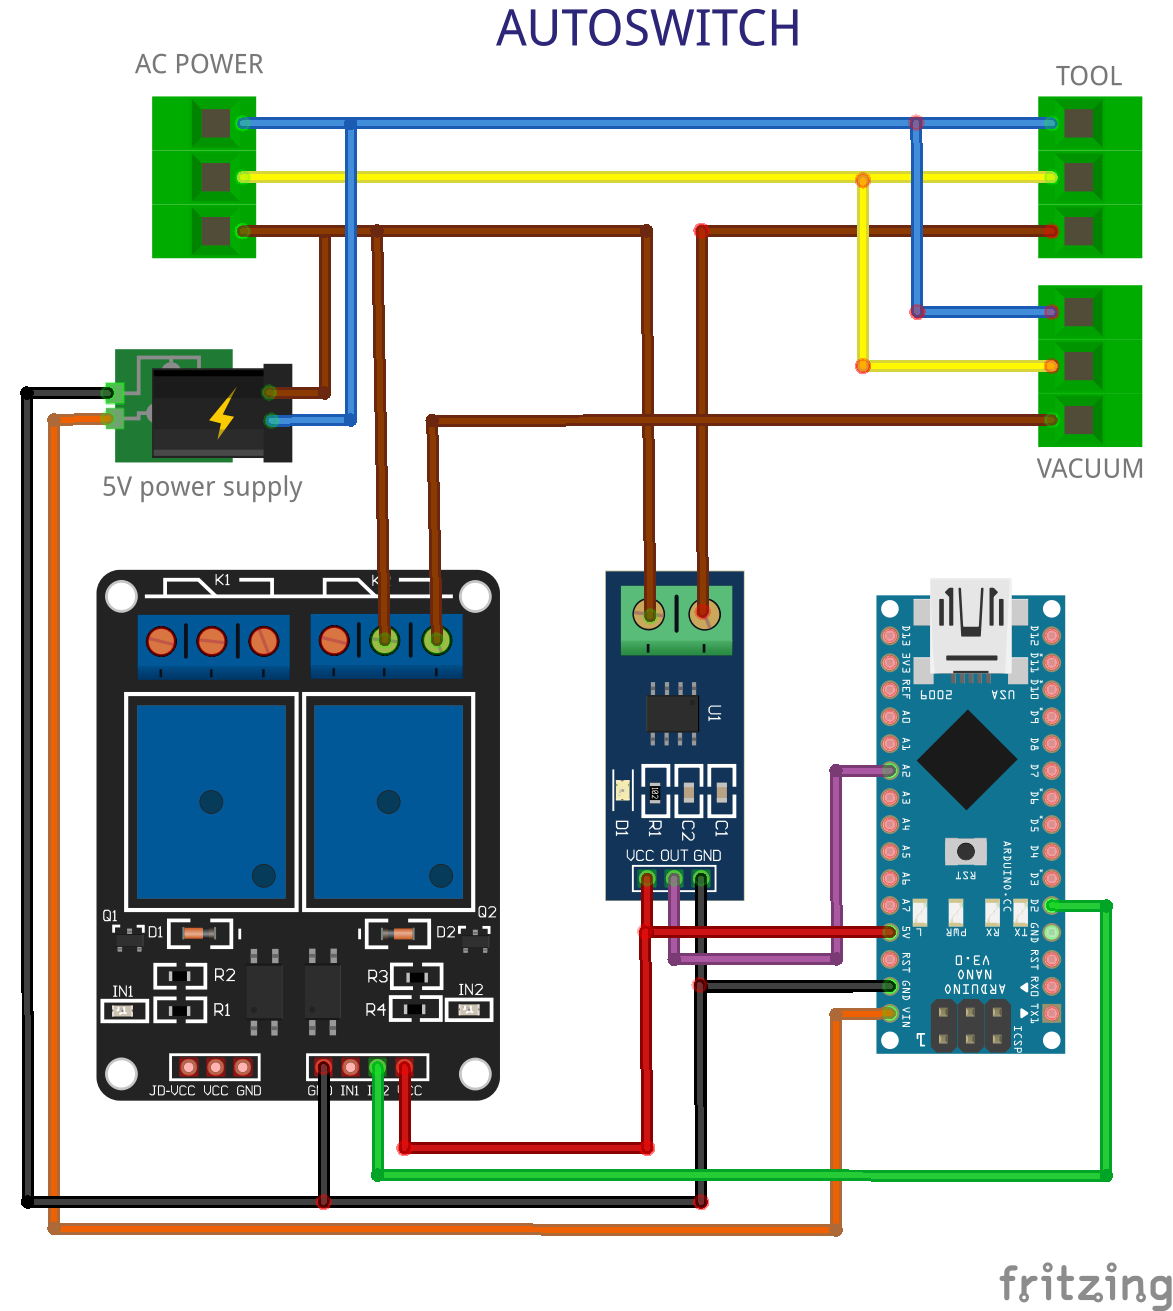 AUTOSWITCH
AC POWER
TOOL
VACUUM
5V power supply
K1
U1
D1
R1
C2
C1
102
VCC OUT GND
Q1
D1
D2
Q2
R2
R3
R1
R4
IN1
IN2
JD-VCC VCC GND
IN1
D13
3V3
REF
A0
A1
A2
A3
A4
A5
A6
A7
5V
RST
GND
VIN
D12
D11
D10
D9
D8
D7
D6
D5
D4
D3
D2
GND
RST
RX0
TX1
2009
USA
RST
ARDUINO.CC
L
PWR
RX
TX
V3.0
NANO
ARDUINO
1
ICSP
fritzing